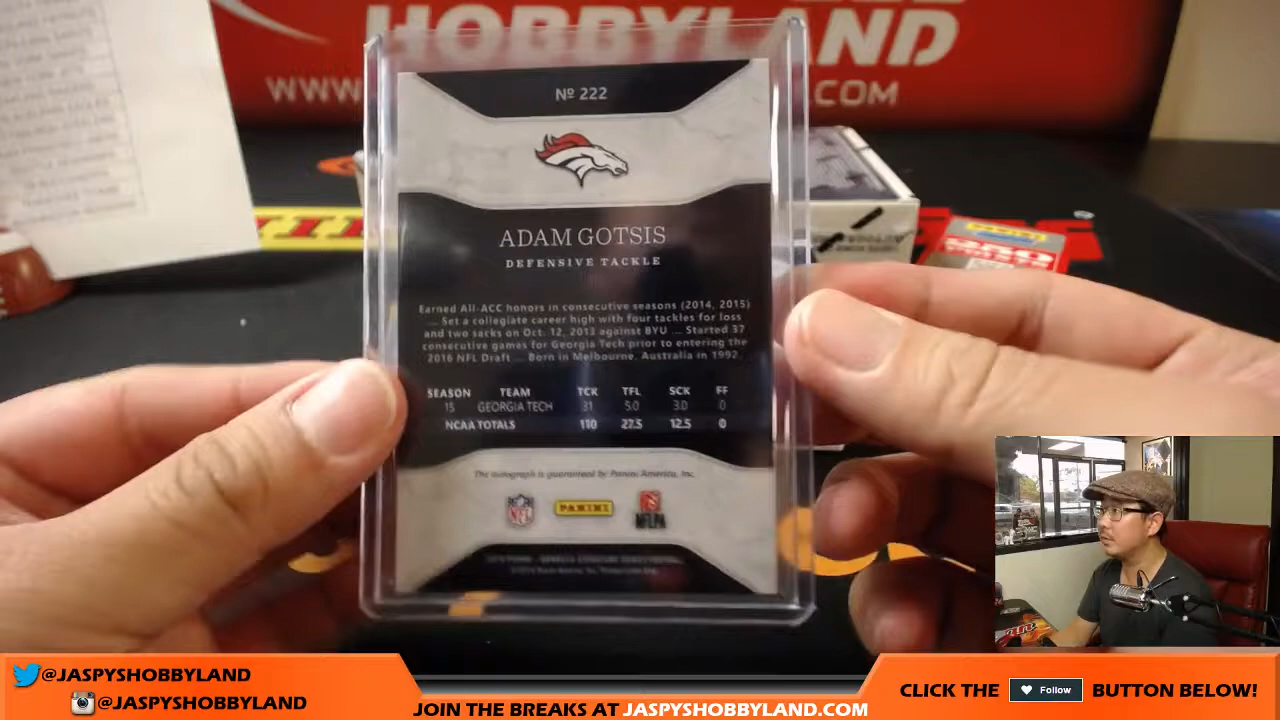 HOBBYLAND
WWW. .COM
Nº 222
ADAM GOTSIS
DEFENSIVE TACKLE
Earned All-ACC honors in consecutive seasons (2014, 2015)
... Set a collegiate career high with four tackles for loss
and two sacks on Oct. 12, 2013 against BYU ... Started 37
consecutive games for Georgia Tech prior to entering the
2016 NFL Draft ... Born in Melbourne, Australia in 1992.
SEASON TEAM TCK TFL SCK FF
15 GEORGIA TECH 31 5.0 3.0 0
NCAA TOTALS 110 27.5 12.5 0
The autograph is guaranteed by Panini America, Inc.
NFL PANINI NFLPA
@JASPYSHOBBYLAND
@JASPYSHOBBYLAND
JOIN THE BREAKS AT JASPYSHOBBYLAND.COM
CLICK THE Follow BUTTON BELOW!